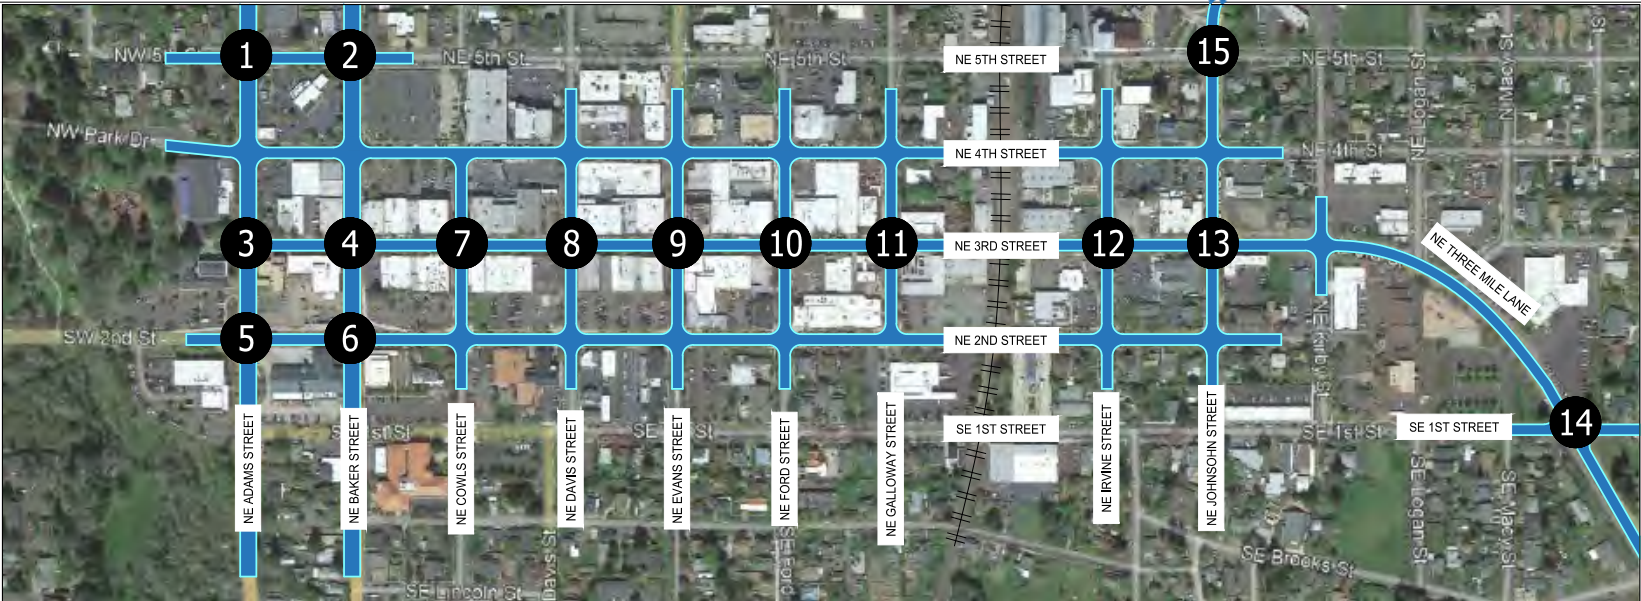 NW 5th St
1
2
NE 5th St
NE 5th St
NE 5TH STREET
15
NE 5th St
N Macy St
NE Logan St
NW Park Dr
NE 4TH STREET
NE 4th St
3
4
7
8
9
10
11
NE 3RD STREET
12
13
NE THREE MILE LANE
SW 2nd St
5
6
NE 2ND STREET
NE Kirby St
NE ADAMS STREET
NE BAKER STREET
NE COWLS STREET
NE DAVIS STREET
NE EVANS STREET
NE FORD STREET
NE GALLOWAY STREET
SE 1ST STREET
NE IRVINE STREET
NE JOHNSOHN STREET
SE 1st St
SE 1ST STREET
14
SE Logan St
SE Macy St
SE Brooks St
SE Lincoln St
Davis St
SE Ford